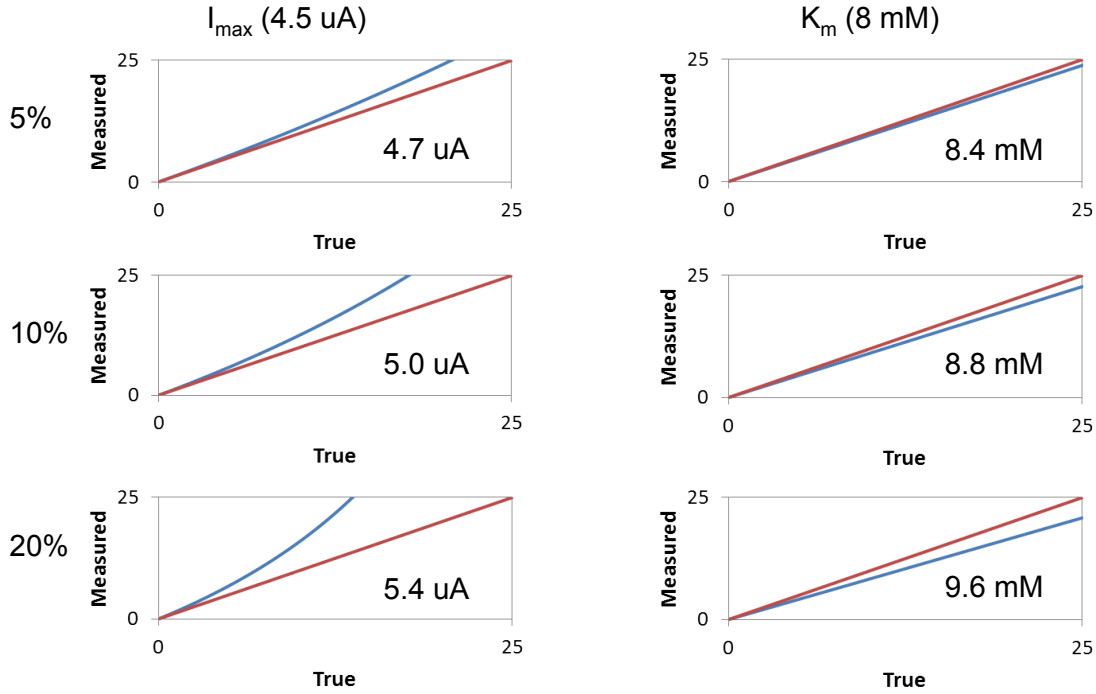 I_max (4.5 uA)
K_m (8 mM)
5%
Measured
25
0
4.7 uA
0
25
True
Measured
25
0
8.4 mM
0
25
True
10%
Measured
25
0
5.0 uA
0
25
True
Measured
25
0
8.8 mM
0
25
True
20%
Measured
25
0
5.4 uA
0
25
True
Measured
25
0
9.6 mM
0
25
True